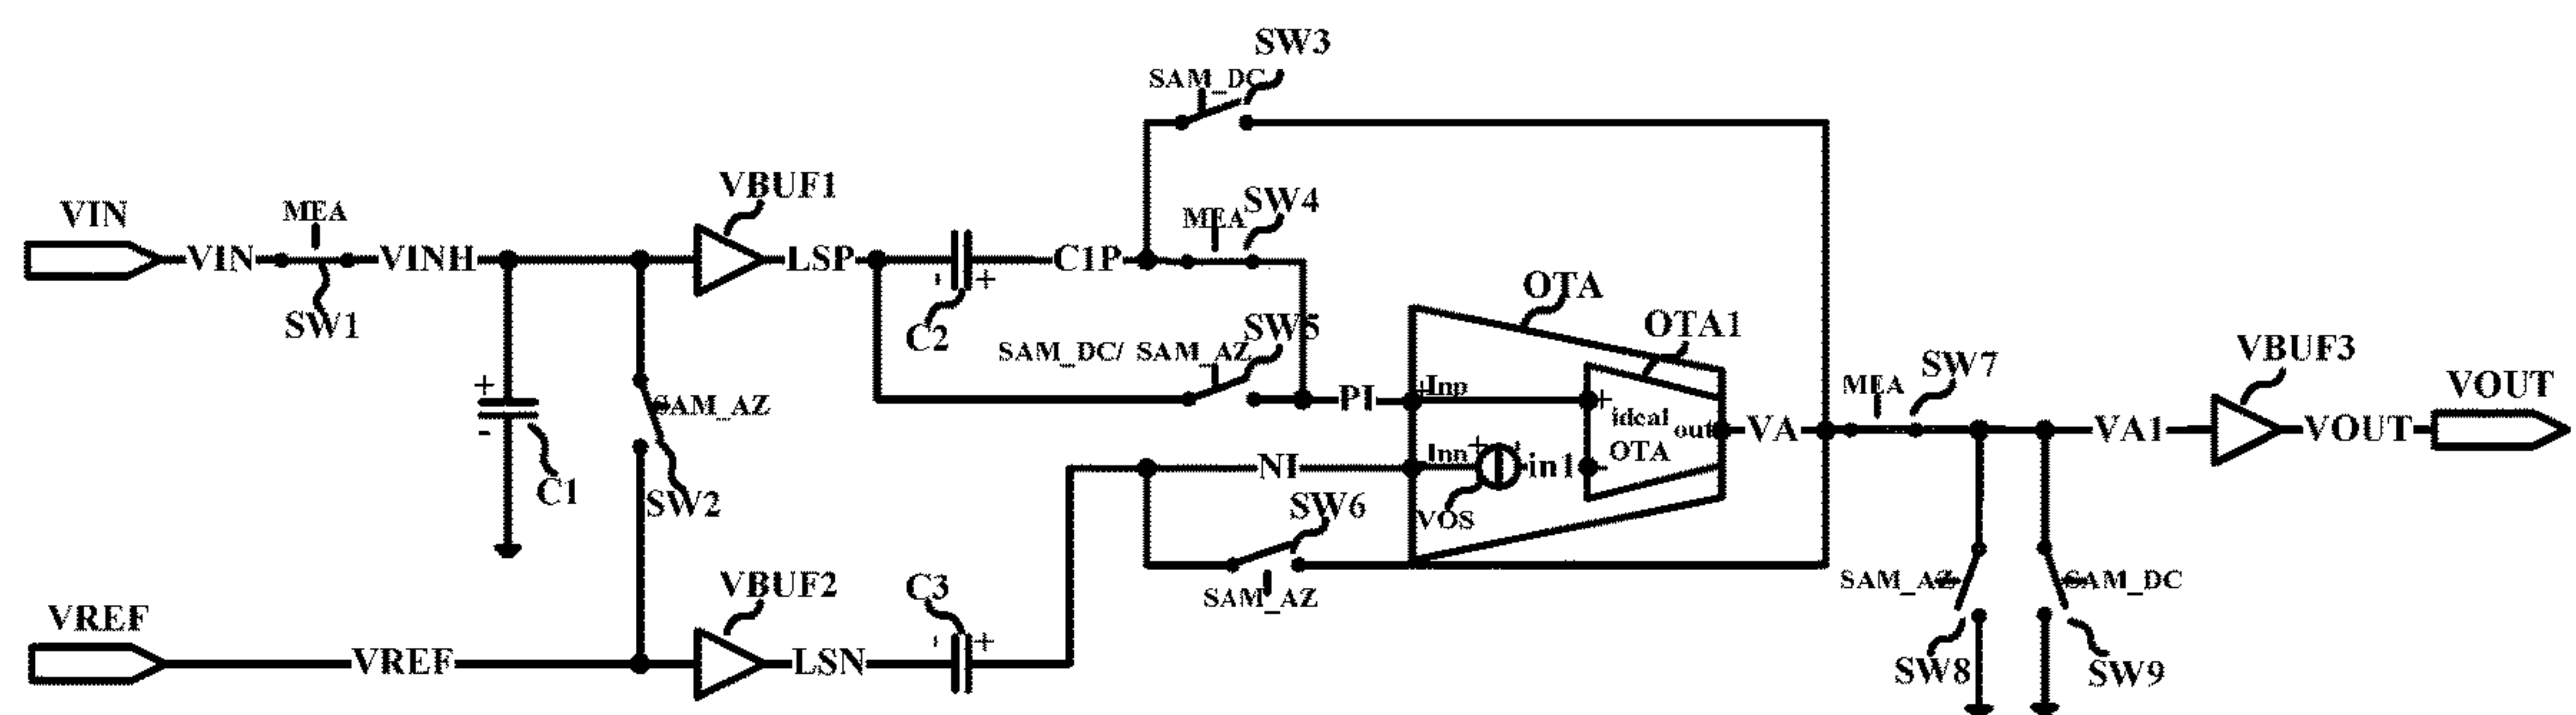 SW3
SAM_DC
VBUF1
SW4
MEA
VIN
MEA
VIN
VINH
LSP
C1P
SW1
C2
+
-
SW5
SAM_DC/ SAM_AZ
OTA
OTA1
+
-
C1
SAM_AZ
SW2
PI
+Inp
+
ideal
OTA
out
VA
MEA
SW7
VA1
VBUF3
VOUT
VOUT
NI
Inn
+
in1
-
VOS
SW6
SAM_AZ
VREF
VREF
VBUF2
LSN
C3
+
SAM_AZ
SW8
SAM_DC
SW9